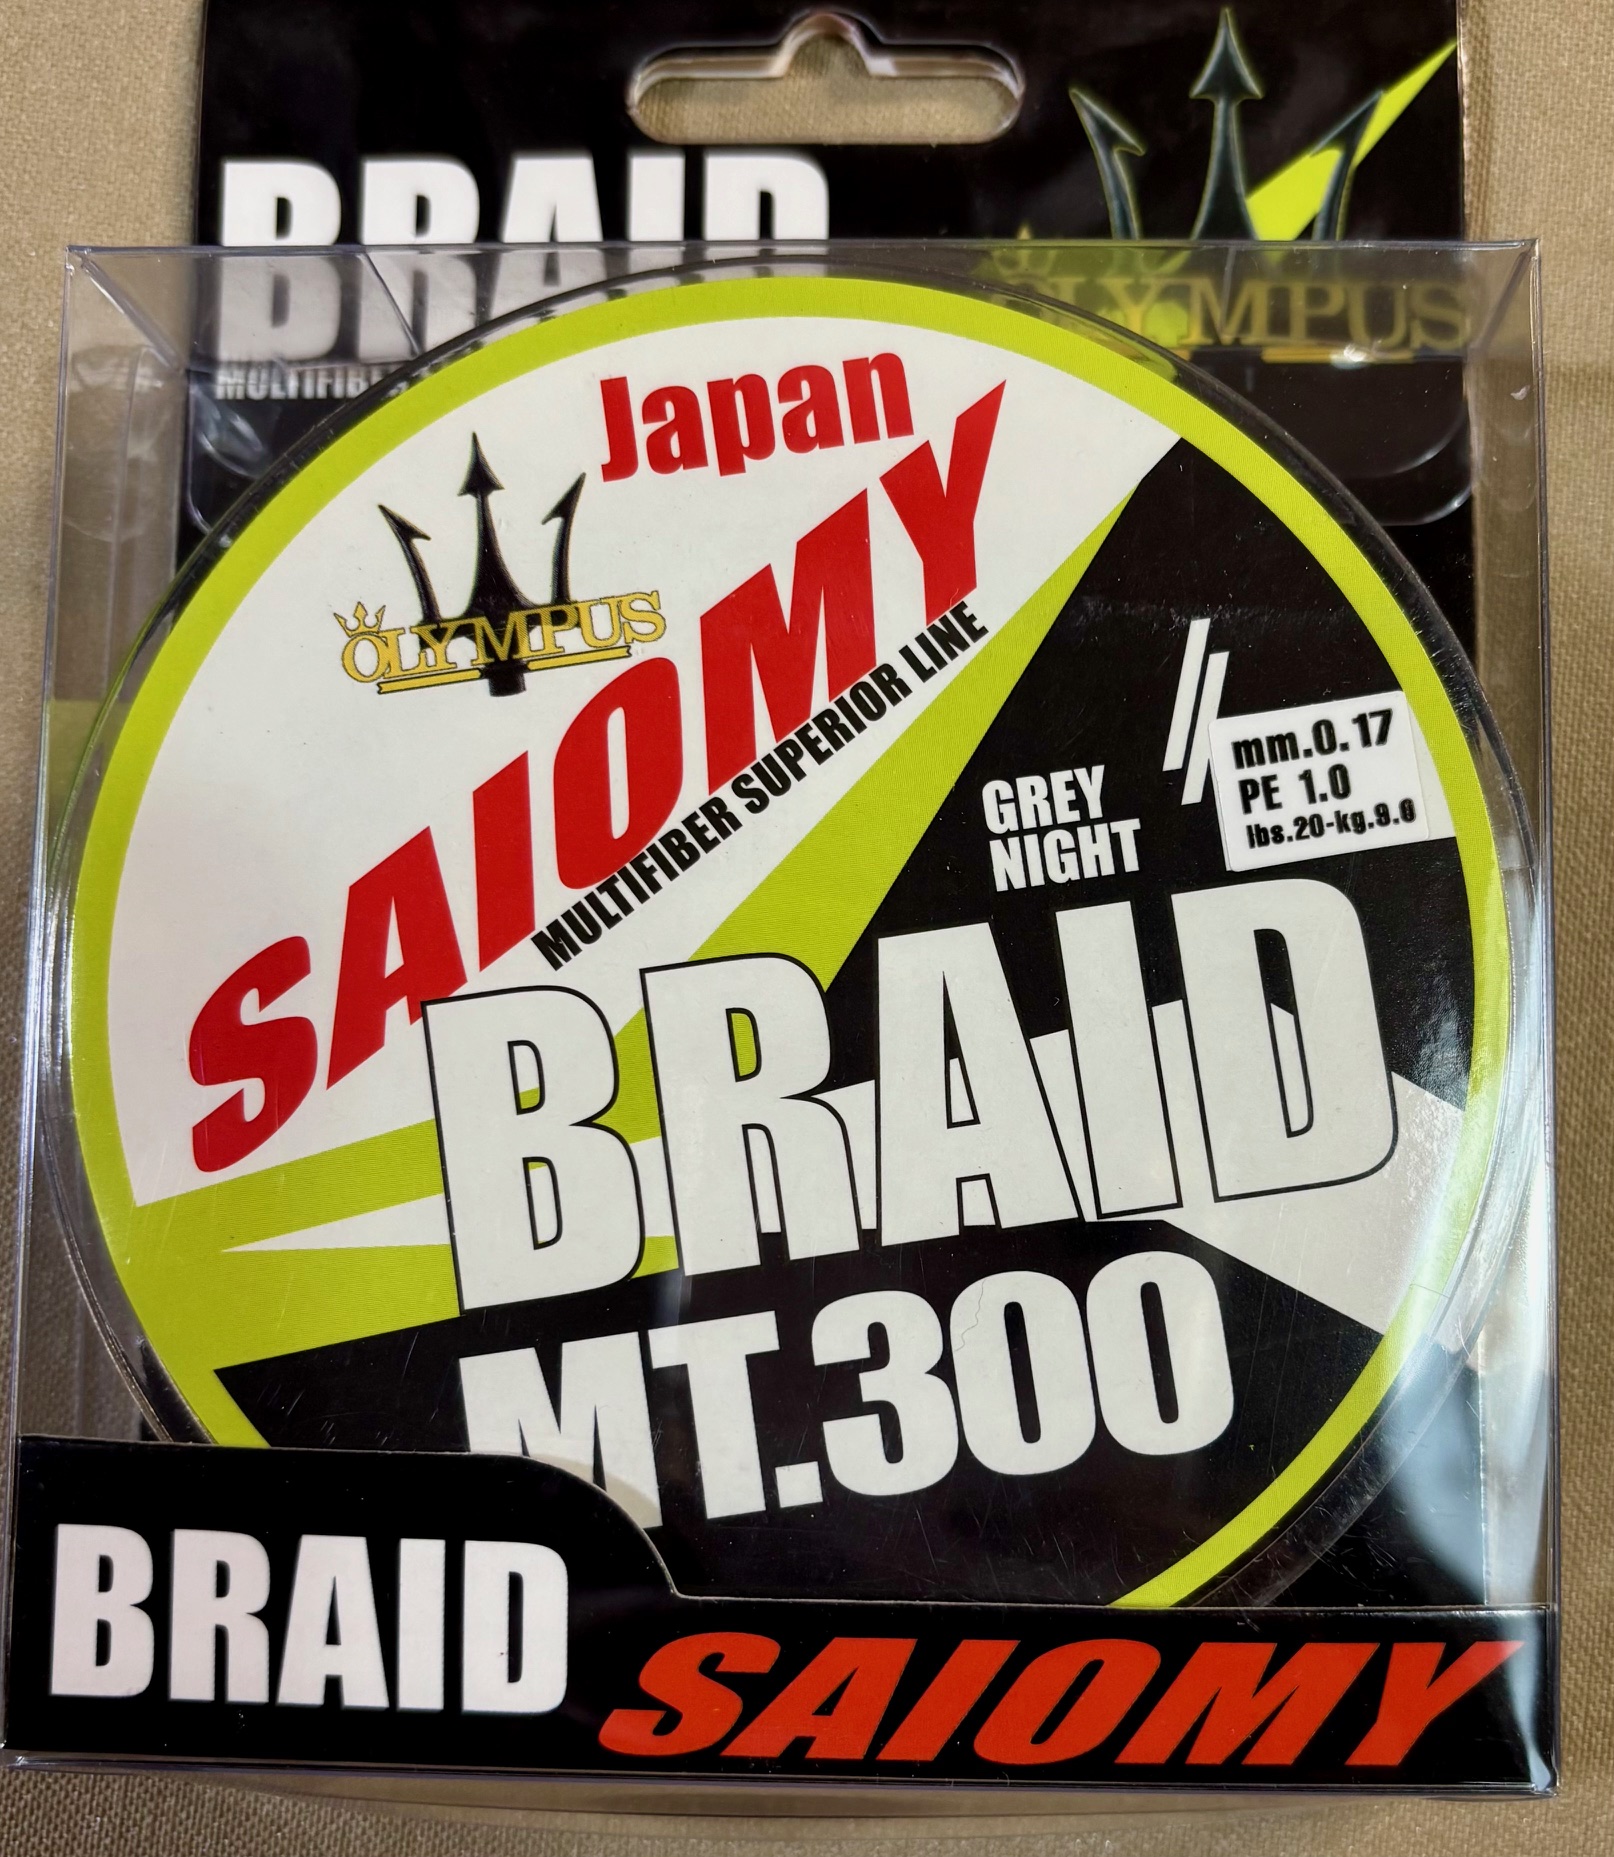 BRAID
OLYMPUS
Japan
OLYMPUS
SAIOMY
MULTIFIBER SUPERIOR LINE
mm.0.17
PE 1.0
lbs.20-kg.9.0
GREY
NIGHT
BRAID
MT.300
BRAID
SAIOMY